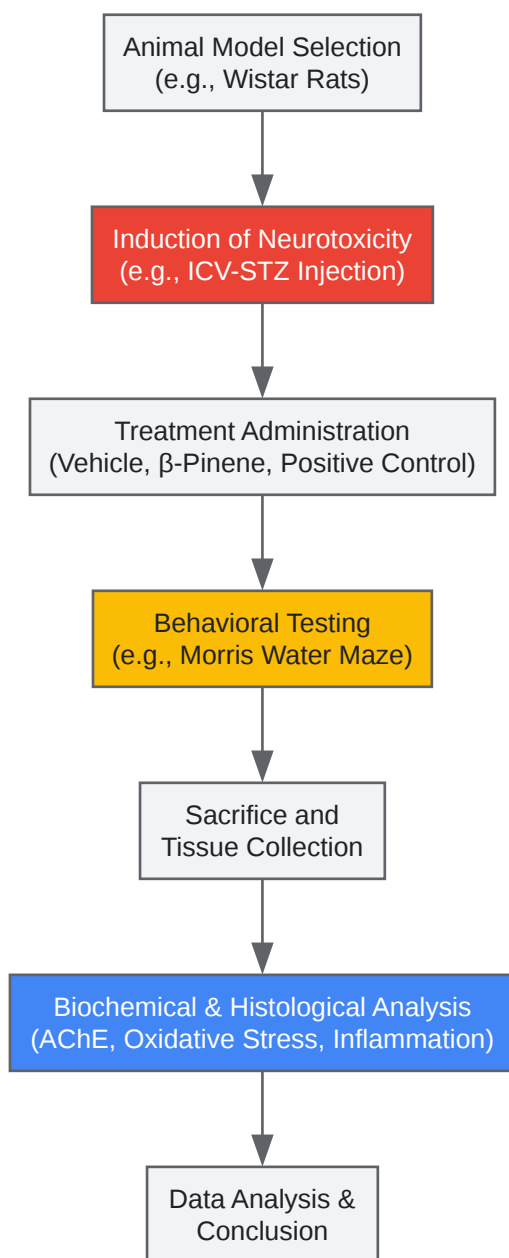 Animal Model Selection
(e.g., Wistar Rats)
Induction of Neurotoxicity
(e.g., ICV-STZ Injection)
Treatment Administration
(Vehicle, β-Pinene, Positive Control)
Behavioral Testing
(e.g., Morris Water Maze)
Sacrifice and
Tissue Collection
Biochemical & Histological Analysis
(AChE, Oxidative Stress, Inflammation)
Data Analysis &
Conclusion